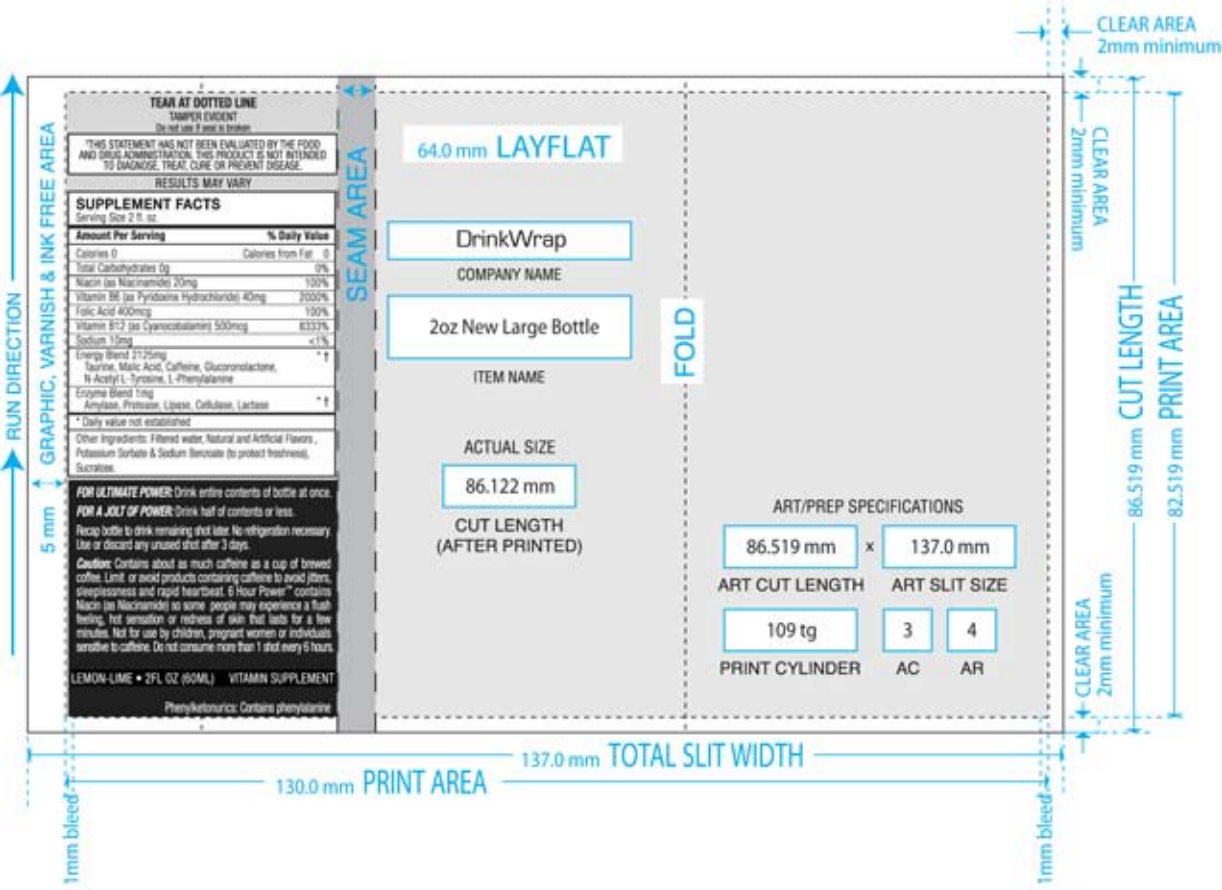 CLEAR AREA
2mm minimum
RUN DIRECTION
GRAPHIC, VARNISH & INK FREE AREA
5 mm
TEAR AT DOTTED LINE
TAMPER EVIDENT
Do not use if seal is broken
*THIS STATEMENT HAS NOT BEEN EVALUATED BY THE FOOD
AND DRUG ADMINISTRATION. THIS PRODUCT IS NOT INTENDED
TO DIAGNOSE, TREAT, CURE OR PREVENT DISEASE.
RESULTS MAY VARY
SUPPLEMENT FACTS
Serving Size 2 fl. oz.
Amount Per Serving % Daily Value
Calories 0 Calories from Fat 0
Total Carbohydrates 0g 0%
Niacin (as Niacinamide) 20mg 100%
Vitamin B6 (as Pyridoxine Hydrochloride) 40mg 2000%
Folic Acid 400mcg 100%
Vitamin B12 (as Cyanocobalamin) 500mcg 8333%
Sodium 10mg <1%
Energy Blend 2125mg * †
Taurine, Malic Acid, Caffeine, Glucoronolactone,
N-Acetyl L-Tyrosine, L-Phenylalanine
Enzyme Blend 1mg * †
Amylase, Protease, Lipase, Cellulase, Lactase
* Daily value not established
Other Ingredients: Filtered water, Natural and Artificial Flavors ,
Potassium Sorbate & Sodium Benzoate (to protect freshness),
Sucralose.
FOR ULTIMATE POWER: Drink entire contents of bottle at once.
FOR A JOLT OF POWER: Drink half of contents or less.
Recap bottle to drink remaining shot later. No refrigeration necessary.
Use or discard any unused shot after 3 days.
Caution: Contains about as much caffeine as a cup of brewed
coffee. Limit or avoid products containing caffeine to avoid jitters,
sleeplessness and rapid heartbeat. 6 Hour Power™ contains
Niacin (as Niacinamide) so some people may experience a flush
feeling, hot sensation or redness of skin that lasts for a few
minutes. Not for use by children, pregnant women or individuals
sensitive to caffeine. Do not consume more than 1 shot every 6 hours.
LEMON-LIME • 2FL OZ (60ML) VITAMIN SUPPLEMENT
Phenylketonurics: Contains phenylalanine
SEAM AREA
64.0 mm LAYFLAT
DrinkWrap
COMPANY NAME
2oz New Large Bottle
ITEM NAME
ACTUAL SIZE
86.122 mm
CUT LENGTH
(AFTER PRINTED)
FOLD
ART/PREP SPECIFICATIONS
86.519 mm x 137.0 mm
ART CUT LENGTH ART SLIT SIZE
109 tg 3 4
PRINT CYLINDER AC AR
CLEAR AREA
2mm minimum
86.519 mm CUT LENGTH
82.519 mm PRINT AREA
CLEAR AREA
2mm minimum
137.0 mm TOTAL SLIT WIDTH
130.0 mm PRINT AREA
1mm bleed
1mm bleed